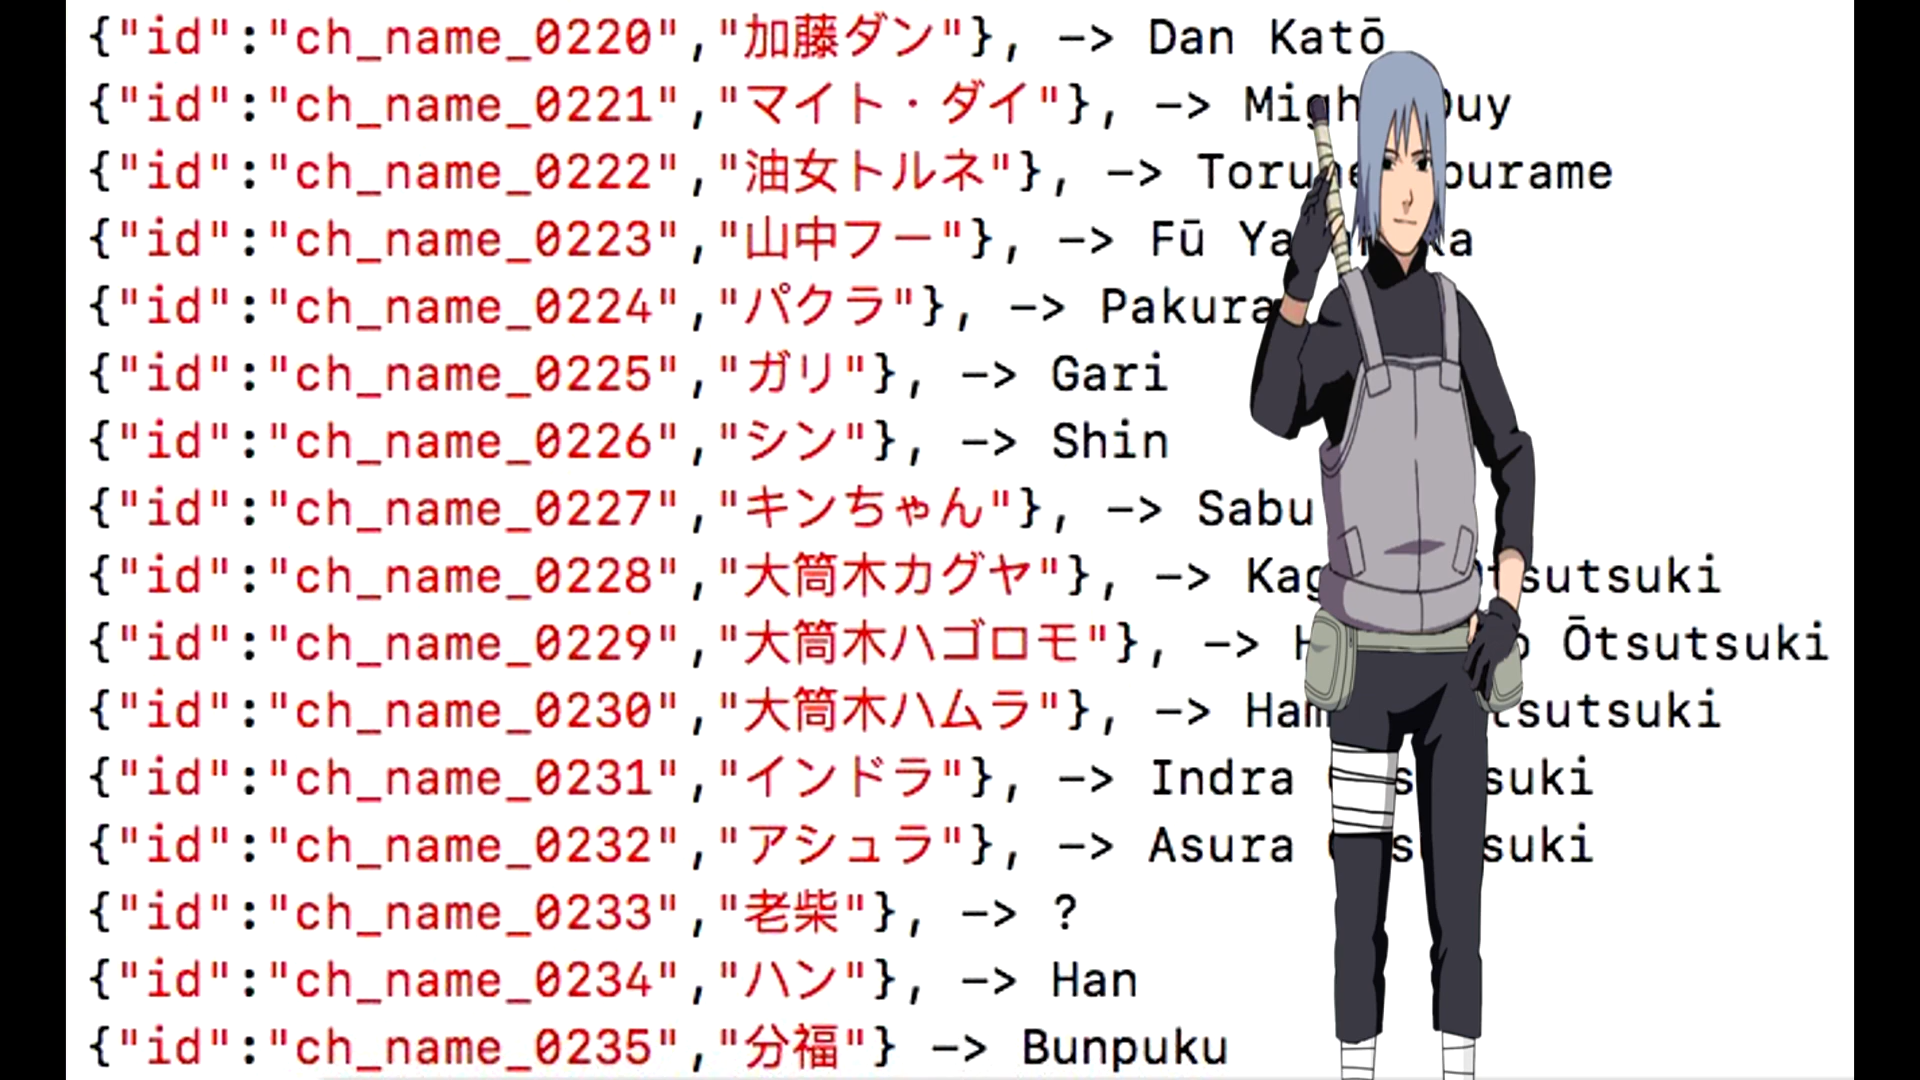 {"id":"ch_name_0220","加藤ダン"}, —> Dan Katō
{"id":"ch_name_0221","マイト・ダイ"}, —> Duy
{"id":"ch_name_0222","油女トルネ"}, —>
{"id":"ch_name_0223","山中フー"}, —> Fū
{"id":"ch_name_0224","パクラ"}, —> Pakura
{"id":"ch_name_0225","ガリ"}, —> Gari
{"id":"ch_name_0226","シン"}, —> Shin
{"id":"ch_name_0227","キンちゃん"}, —> Sabu
{"id":"ch_name_0228","大筒木カグヤ"}, —>
{"id":"ch_name_0229","大筒木ハゴロモ"}, —> Ōtsutsuki
{"id":"ch_name_0230","大筒木ハムラ"}, —>
{"id":"ch_name_0231","インドラ"}, —> Indra
{"id":"ch_name_0232","アシュラ"}, —> Asura
{"id":"ch_name_0233","老柴"}, —> ?
{"id":"ch_name_0234","ハン"}, —> Han
{"id":"ch_name_0235","分福"} —> Bunpuku